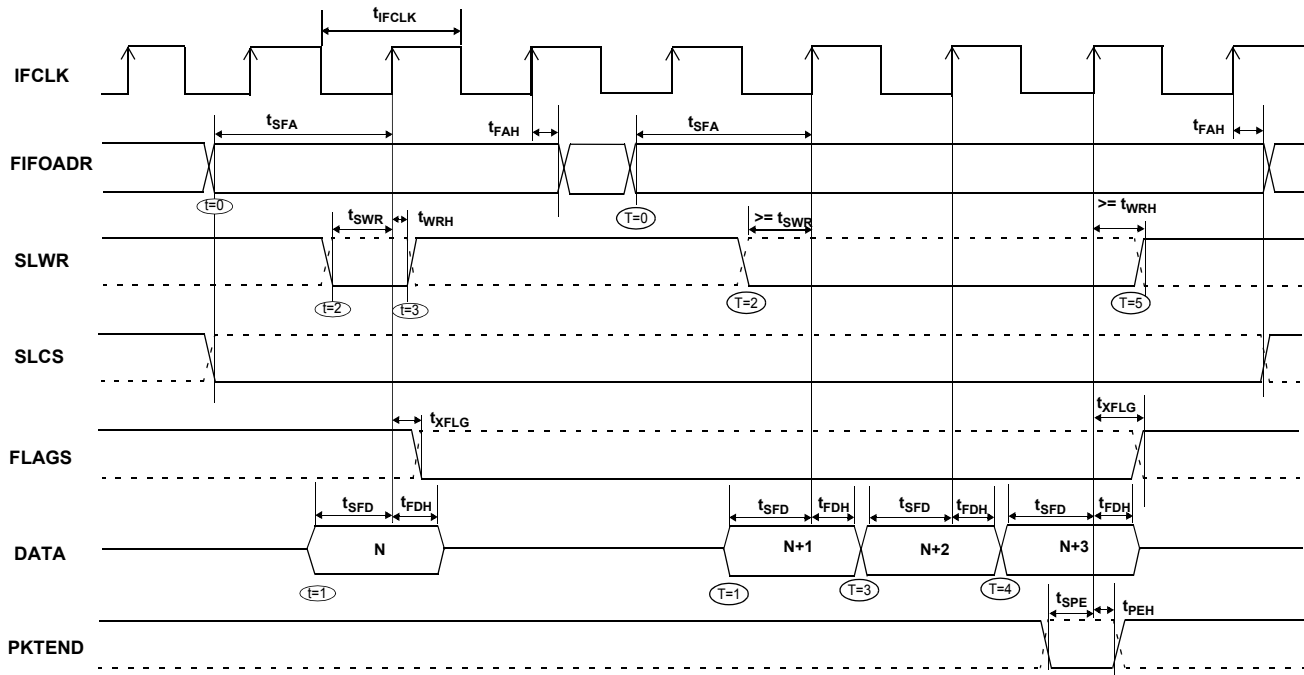 tIFCLK
IFCLK
tSFA
tFAH
tSFA
tFAH
FIFOADR
t=0
T=0
tSWR
tWRH
>= tSWR
>= tWRH
SLWR
t=2
t=3
T=2
T=5
SLCS
tXFLG
tXFLG
FLAGS
tSFD
tFDH
tSFD
tFDH
tSFD
tFDH
tSFD
tFDH
DATA
N
N+1
N+2
N+3
t=1
T=1
T=3
T=4
tSPE
tPEH
PKTEND